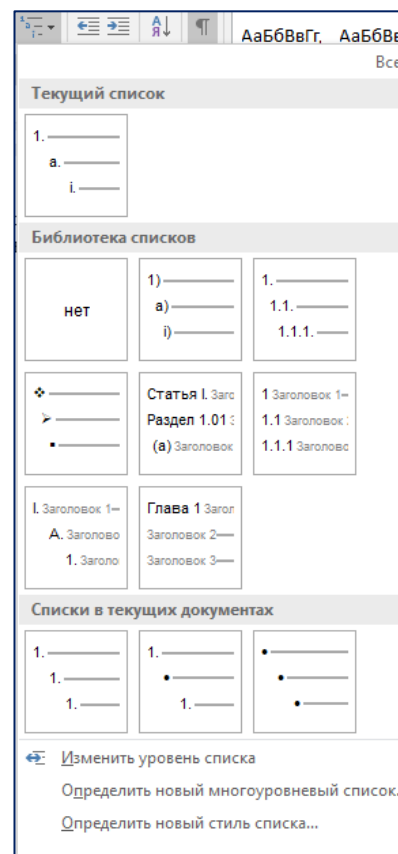 АаБбВвГг, АаБбВв
Все
Текущий список
1.
a.
i.
Библиотека списков
нет
1)
a)
i)
1.
1.1.
1.1.1.
Статья I. Заго
Раздел 1.01 З
(a) Заголовок
1 Заголовок 1
1.1 Заголовок
1.1.1 Заголово
I. Заголовок 1
A. Заголово
1. Заголо
Глава 1 Загол
Заголовок 2
Заголовок 3
Списки в текущих документах
1.
1.
1.
1.
1.
Изменить уровень списка
Определить новый многоуровневый список.
Определить новый стиль списка...